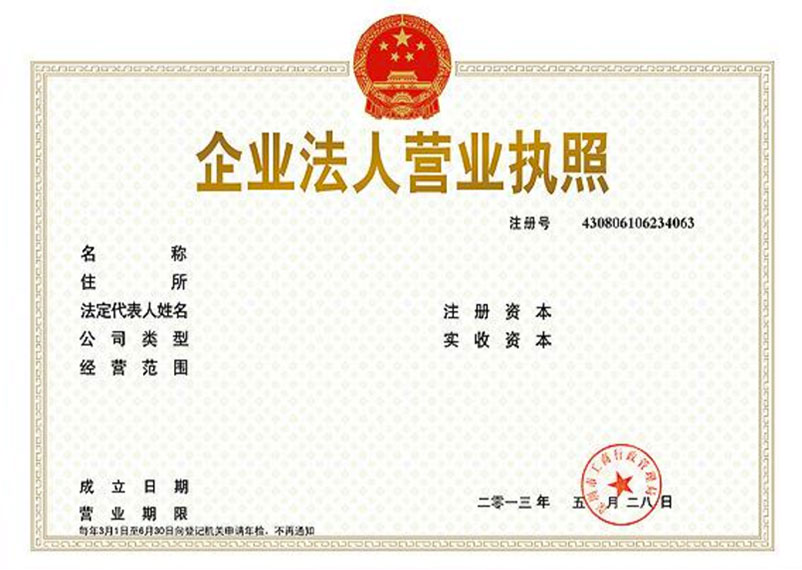 企业法人营业执照
注册号 430806106234063
名称
住所
法定代表人姓名 注册资本
公司类型 实收资本
经营范围
成立日期
营业期限
二〇一三年 五月二八日
市工商行政管理局
每年3月1日至6月30日向登记机关申请年检，不再通知